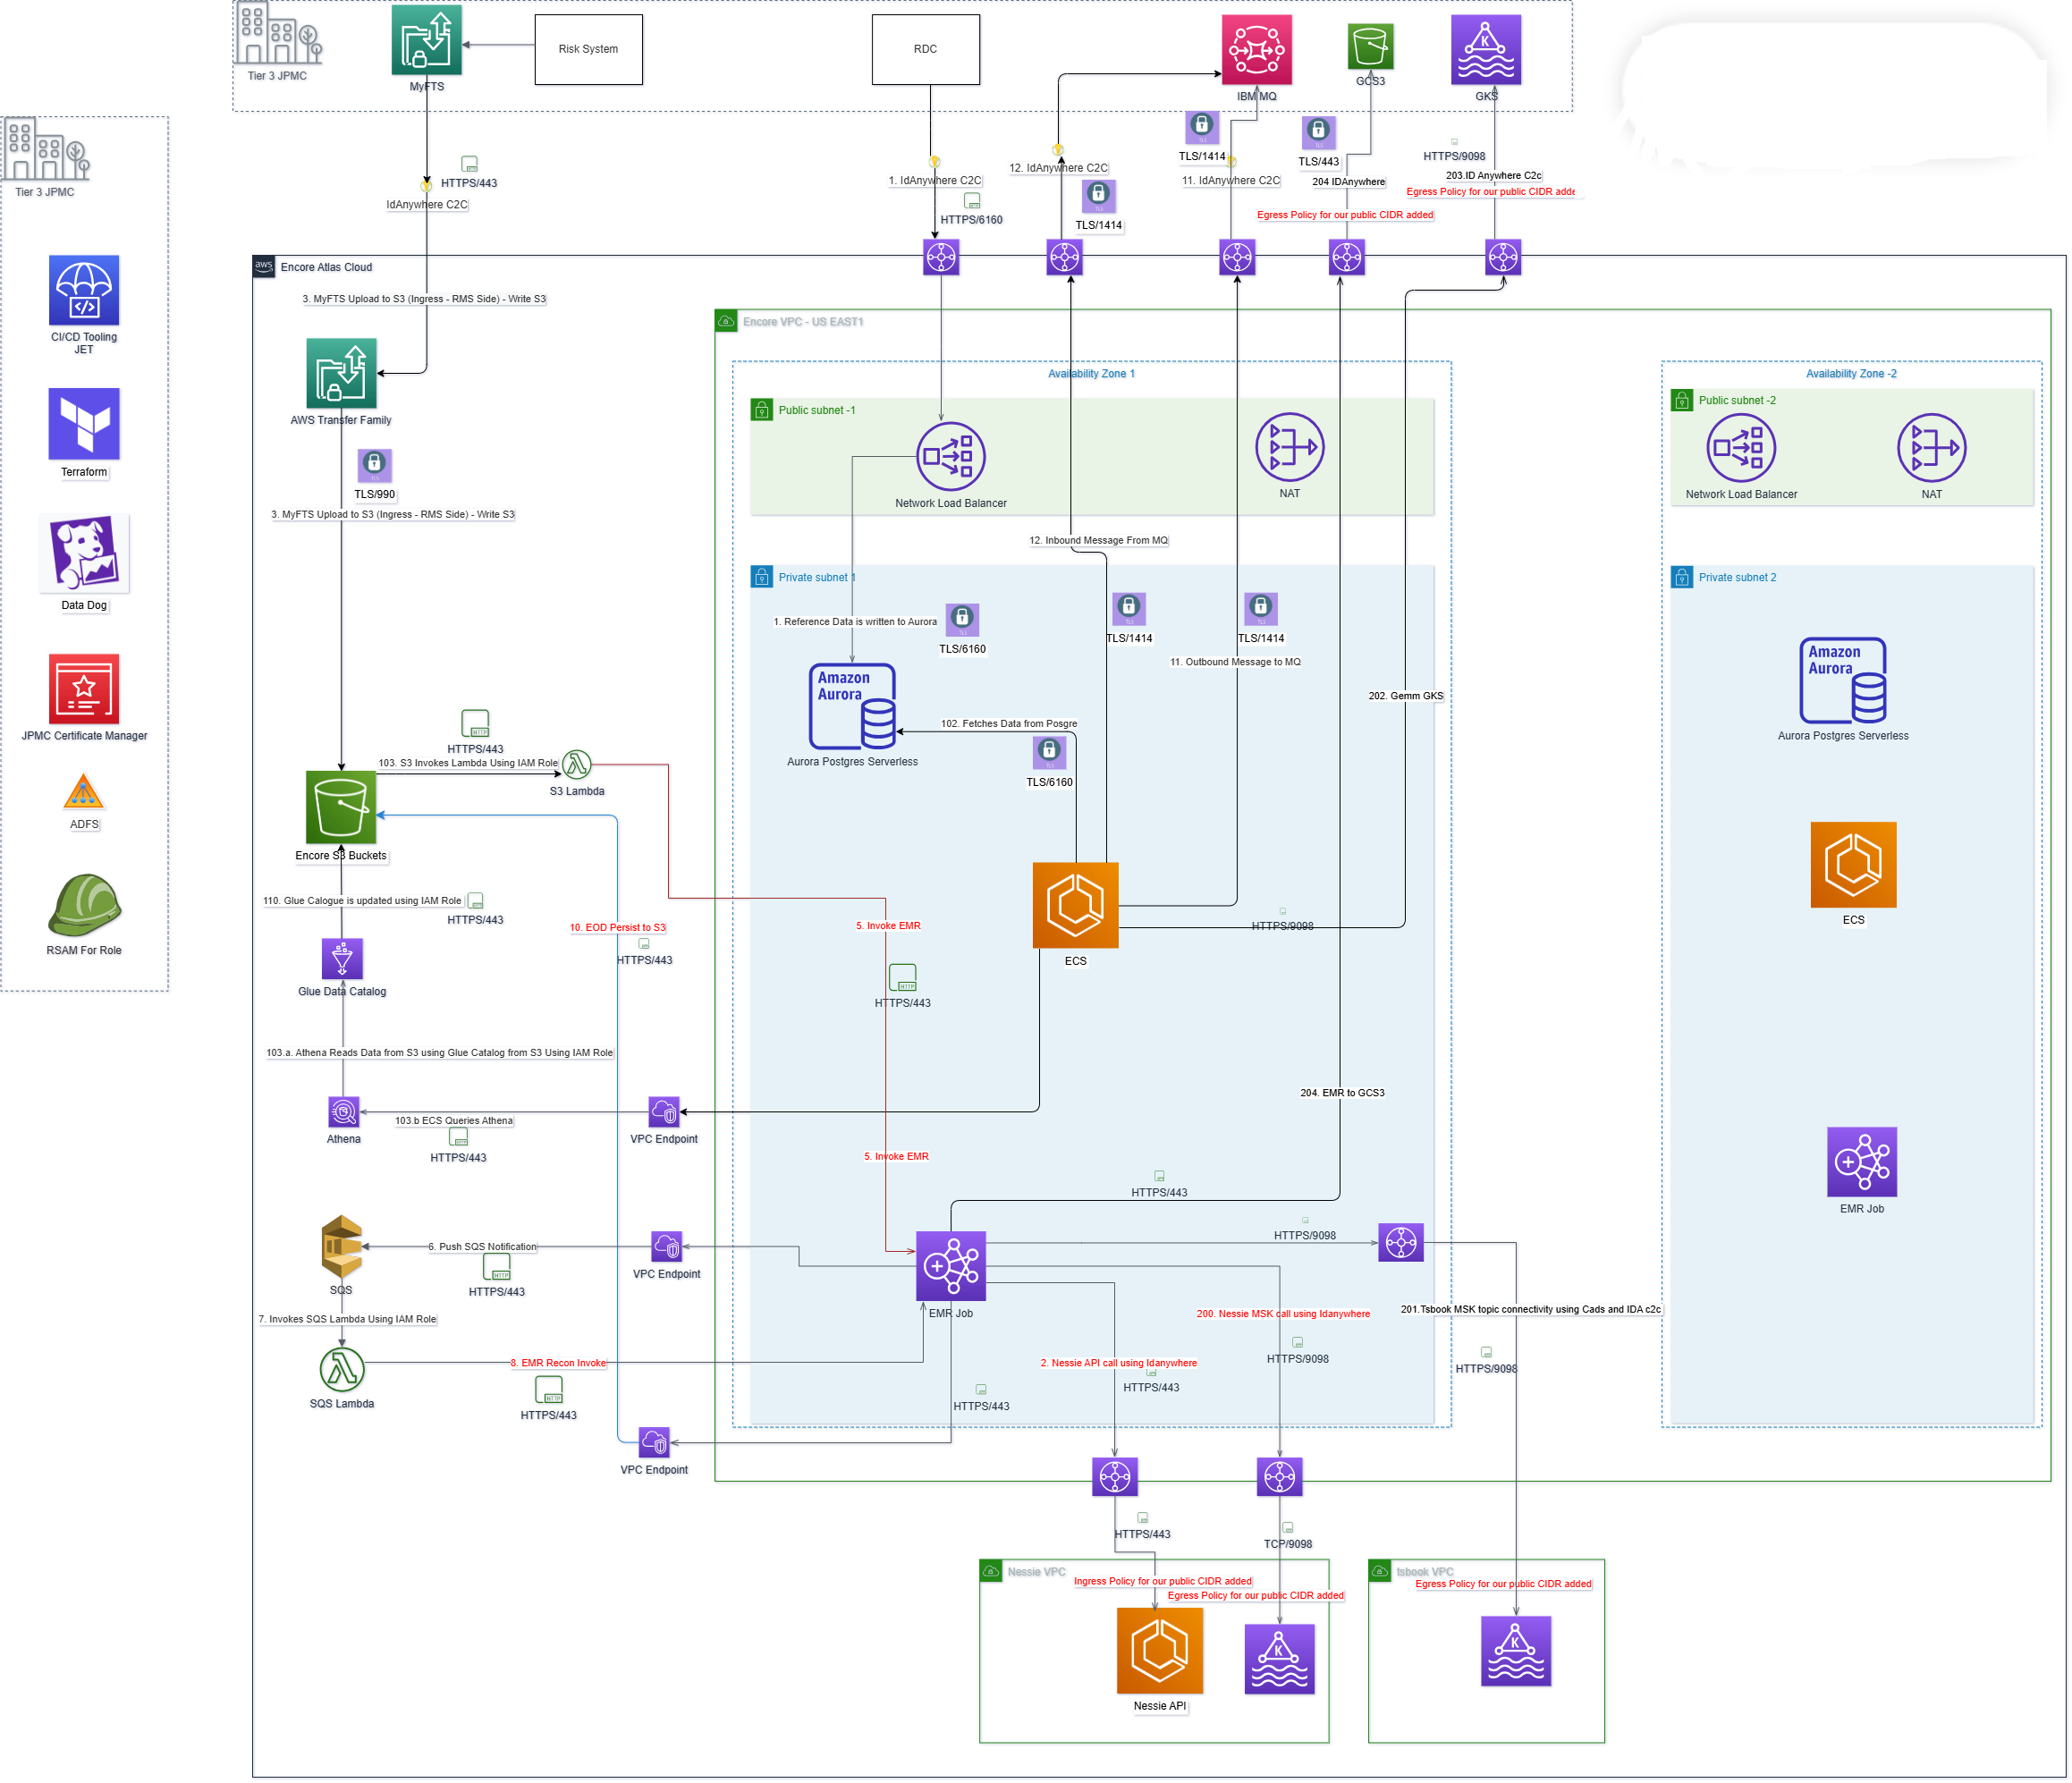 Tier 3 JPMC
MyFTS
Risk System
RDC
IBM MQ
GCS3
GKS
Tier 3 JPMC
CI/CD Tooling
JET
Terraform
Data Dog
JPMC Certificate Manager
ADFS
RSAM For Role
HTTPS/443
IdAnywhere C2C
1. IdAnywhere C2C
HTTPS/6160
12. IdAnywhere C2C
TLS/1414
TLS/1414
11. IdAnywhere C2C
TLS/443
204 IDAnywhere
Egress Policy for our public CIDR added
HTTPS/9098
203.ID Anywhere C2c
Egress Policy for our public CIDR adde
aws
Encore Atlas Cloud
3. MyFTS Upload to S3 (Ingress - RMS Side) - Write S3
AWS Transfer Family
TLS/990
3. MyFTS Upload to S3 (Ingress - RMS Side) - Write S3
HTTPS/443
103. S3 Invokes Lambda Using IAM Role
S3 Lambda
Encore S3 Buckets
110. Glue Calogue is updated using IAM Role
HTTPS/443
Glue Data Catalog
10. EOD Persist to S3
HTTPS/443
103.a. Athena Reads Data from S3 using Glue Catalog from S3 Using IAM Role
Athena
103.b ECS Queries Athena
HTTPS/443
VPC Endpoint
SQS
6. Push SQS Notification
HTTPS/443
VPC Endpoint
7. Invokes SQS Lambda Using IAM Role
SQS Lambda
8. EMR Recon Invoke
HTTPS/443
VPC Endpoint
Encore VPC - US EAST1
Availability Zone 1
Public subnet -1
Network Load Balancer
NAT
12. Inbound Message From MQ
Private subnet 1
1. Reference Data is written to Aurora
TLS/6160
TLS/1414
TLS/1414
11. Outbound Message to MQ
Amazon
Aurora
Aurora Postgres Serverless
102. Fetches Data from Posgre
TLS/6160
202. Gemm GKS
ECS
HTTPS/9098
5. Invoke EMR
HTTP
HTTPS/443
204. EMR to GCS3
5. Invoke EMR
HTTPS/443
EMR Job
HTTPS/9098
200. Nessie MSK call using Idanywhere
HTTPS/9098
2. Nessie API call using Idanywhere
HTTPS/443
HTTPS/443
201.Tsbook MSK topic connectivity using Cads and IDA c2c
HTTPS/9098
Availability Zone -2
Public subnet -2
Network Load Balancer
NAT
Private subnet 2
Amazon
Aurora
Aurora Postgres Serverless
ECS
EMR Job
HTTPS/443
TCP/9098
Nessie VPC
Ingress Policy for our public CIDR added
Egress Policy for our public CIDR added
Nessie API
K
tsbook VPC
Egress Policy for our public CIDR added
K